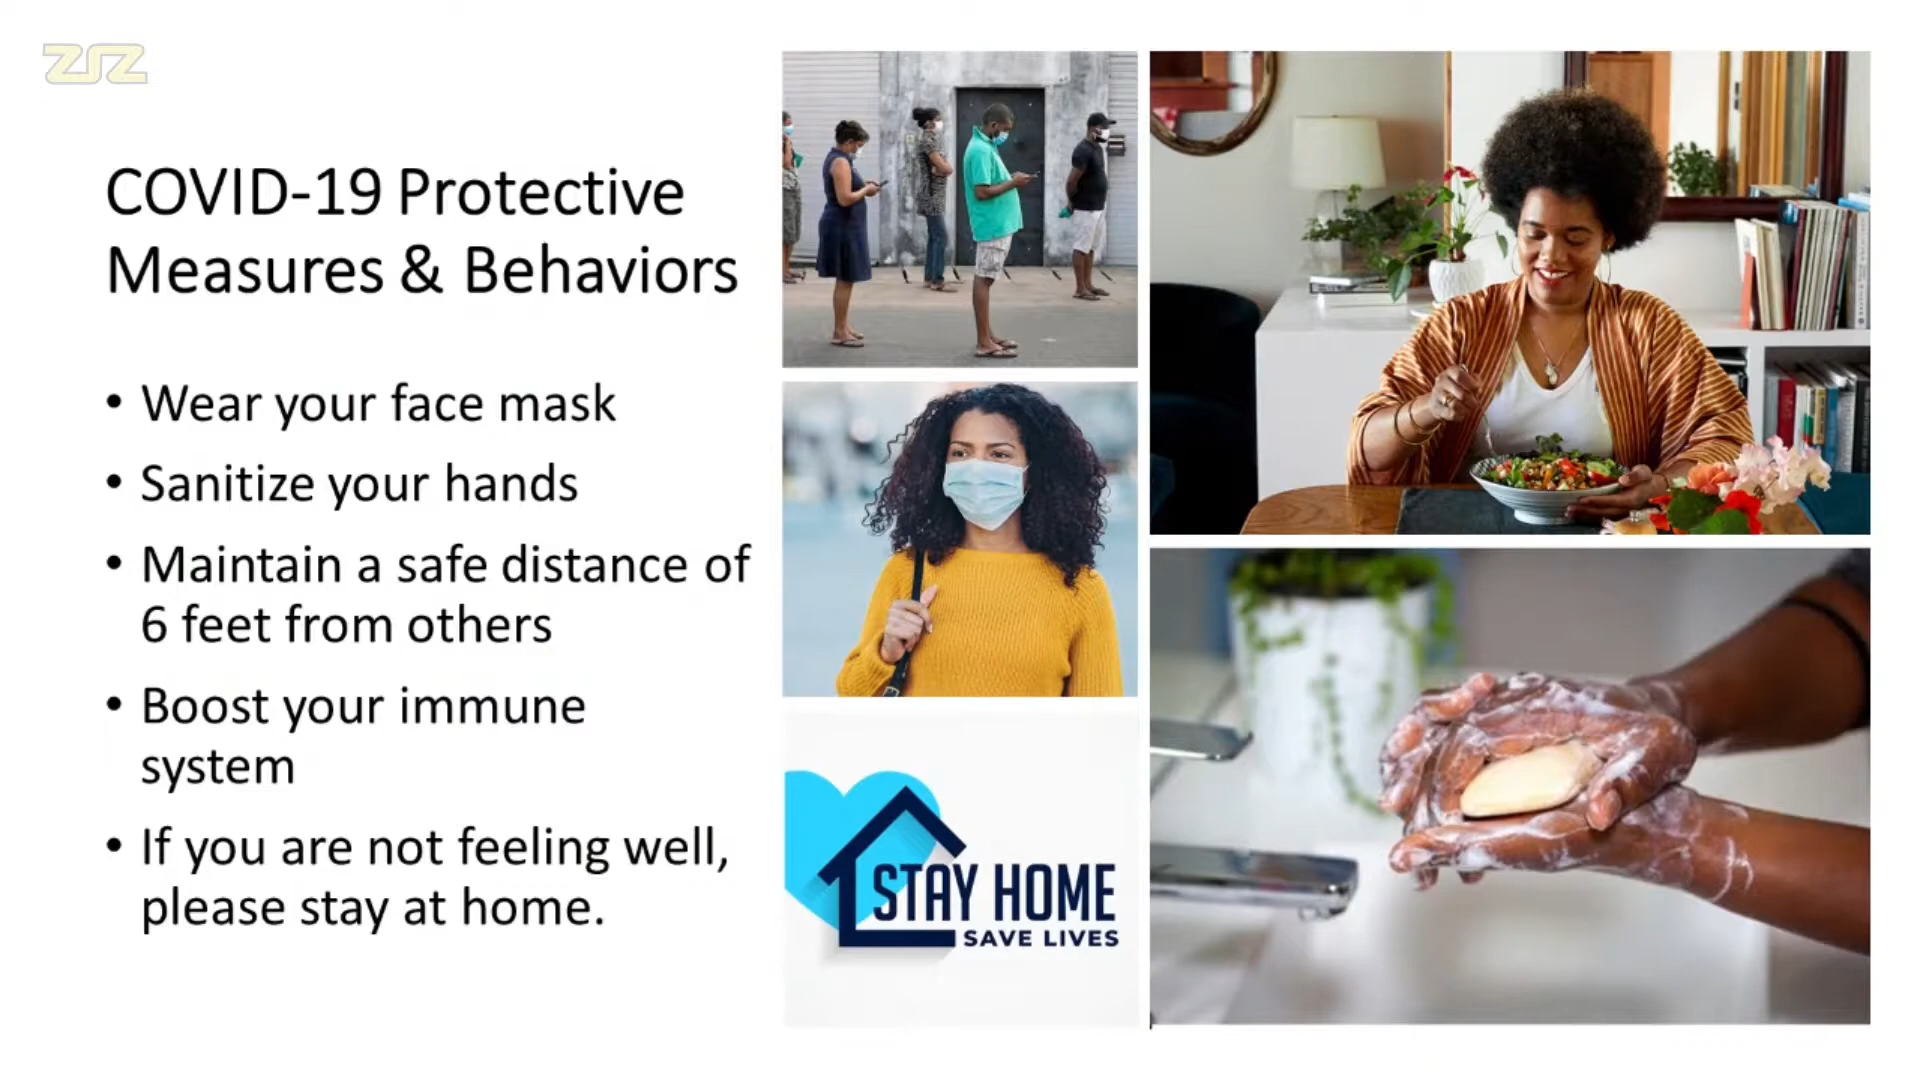 ZIZ
COVID-19 Protective
Measures & Behaviors
• Wear your face mask
• Sanitize your hands
• Maintain a safe distance of
6 feet from others
• Boost your immune
system
• If you are not feeling well,
please stay at home.
STAY HOME
SAVE LIVES